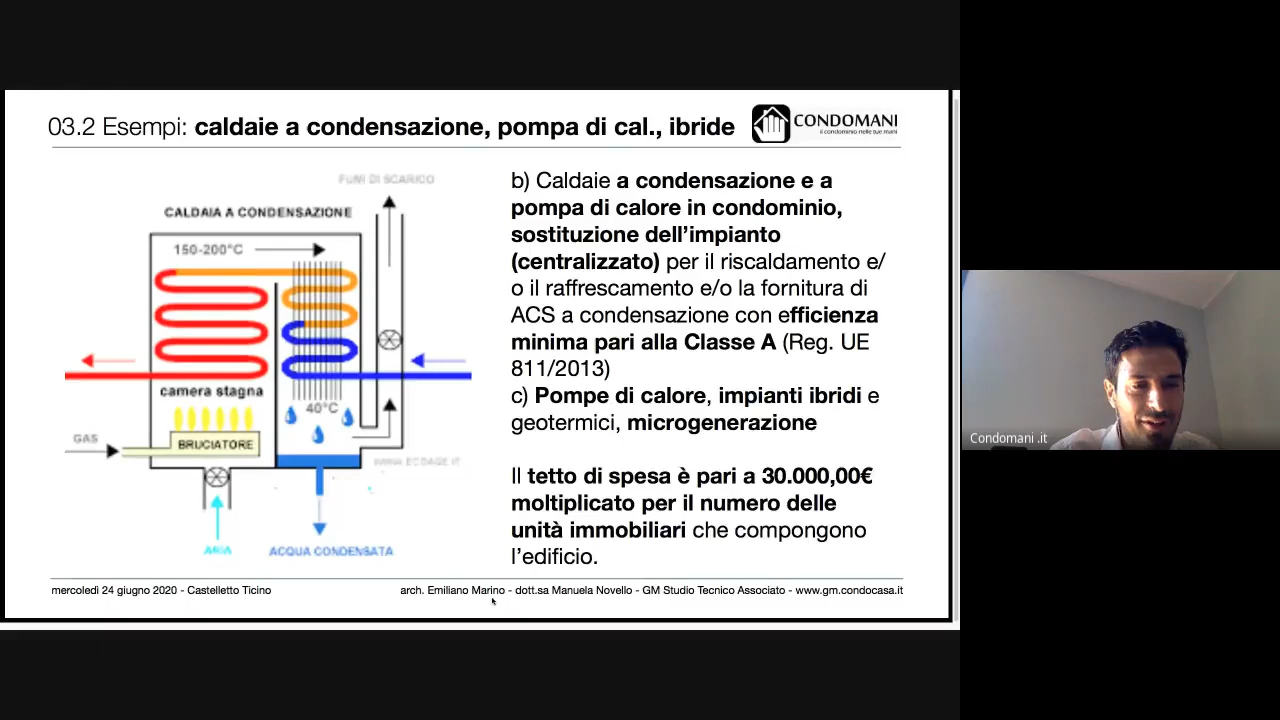 03.2 Esempi: caldaie a condensazione, pompa di cal., ibride
CONDOMANI
il condominio nelle tue mani
FUMI DI SCARICO
CALDAIA A CONDENSAZIONE
150-200°C
camera stagna
40°C
GAS
BRUCIATORE
WWW.ECOAGE.IT
ARIA
ACQUA CONDENSATA
b) Caldaie a condensazione e a
pompa di calore in condominio,
sostituzione dell'impianto
(centralizzato) per il riscaldamento e/
o il raffrescamento e/o la fornitura di
ACS a condensazione con efficienza
minima pari alla Classe A (Reg. UE
811/2013)
c) Pompe di calore, impianti ibridi e
geotermici, microgenerazione
Il tetto di spesa è pari a 30.000,00€
moltiplicato per il numero delle
unità immobiliari che compongono
l'edificio.
mercoledì 24 giugno 2020 - Castelletto Ticino
arch. Emiliano Marino - dott.sa Manuela Novello - GM Studio Tecnico Associato - www.gm.condocasa.it
Condomani .it